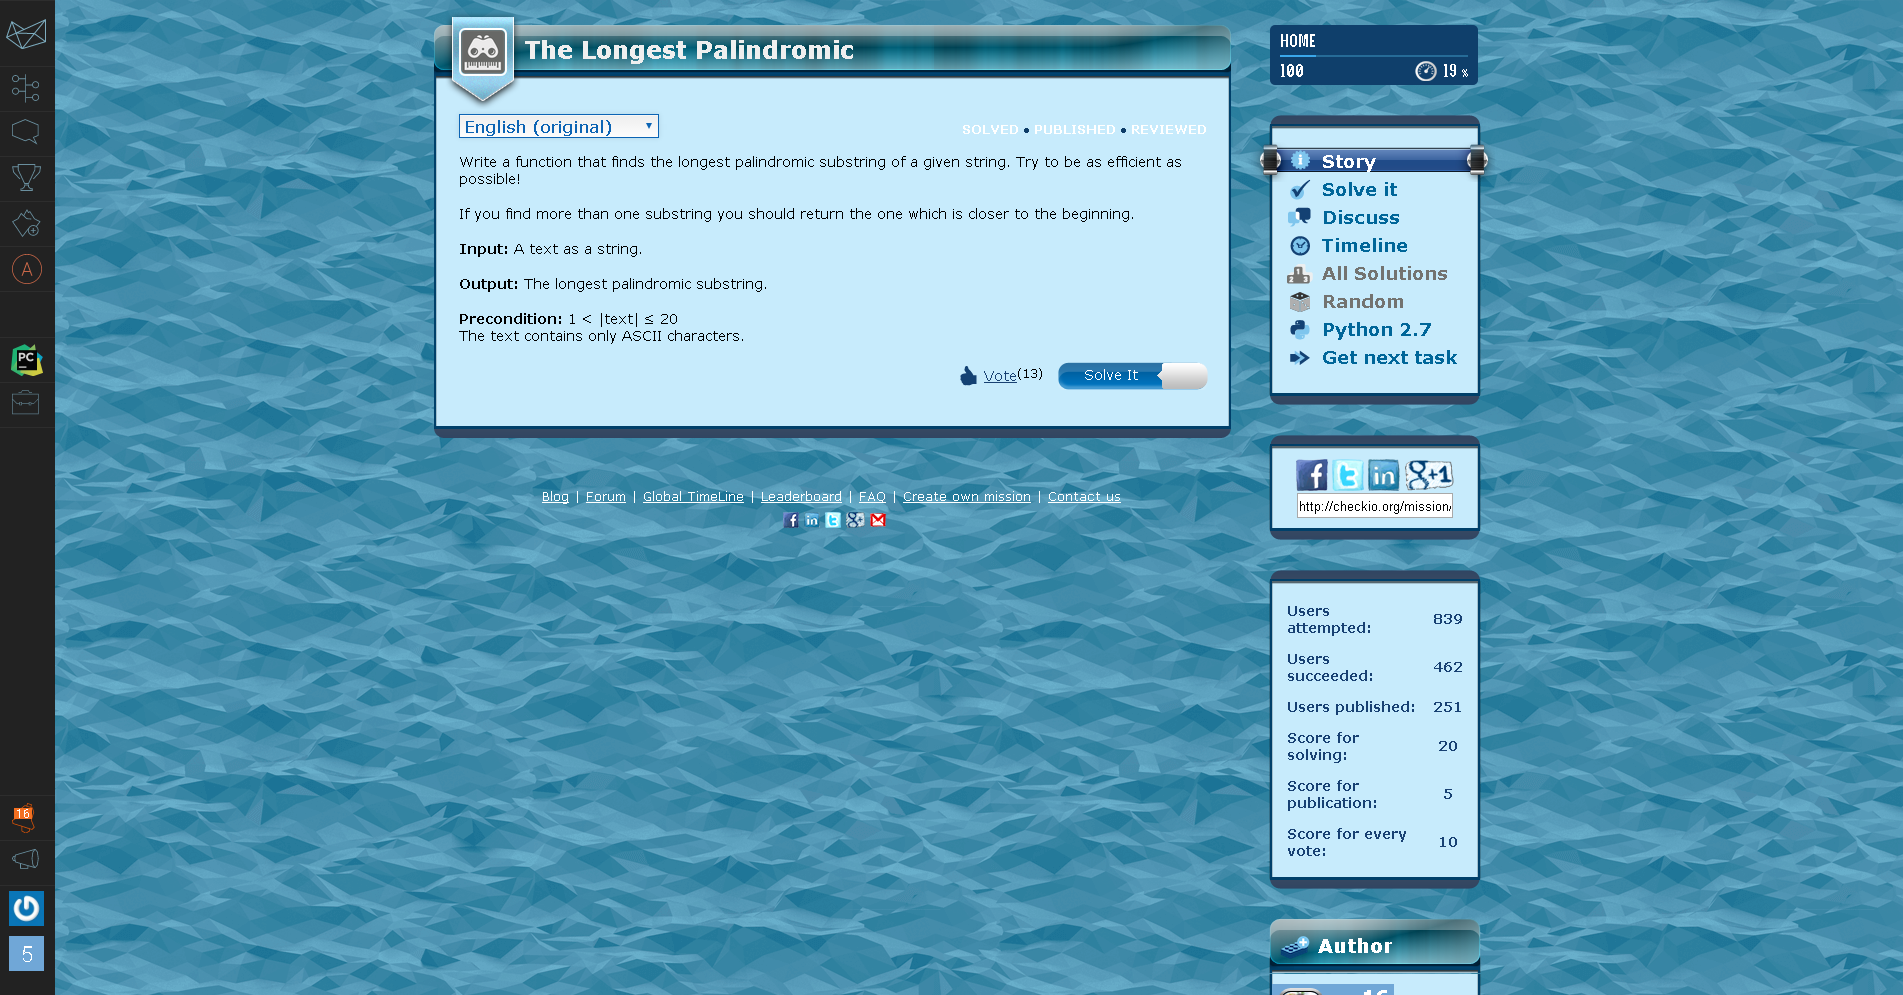 The Longest Palindromic
English (original)
SOLVED • PUBLISHED • REVIEWED
Write a function that finds the longest palindromic substring of a given string. Try to be as efficient as
possible!
If you find more than one substring you should return the one which is closer to the beginning.
Input: A text as a string.
Output: The longest palindromic substring.
Precondition: 1 < |text| ≤ 20
The text contains only ASCII characters.
Vote(13)
Solve It
Blog | Forum | Global TimeLine | Leaderboard | FAQ | Create own mission | Contact us
HOME
100
19 %
Story
Solve it
Discuss
Timeline
All Solutions
Random
Python 2.7
Get next task
http://checkio.org/mission/
Users
attempted: 839
Users
succeeded: 462
Users published: 251
Score for
solving: 20
Score for
publication: 5
Score for every
vote: 10
Author
16
A
PC
16
5